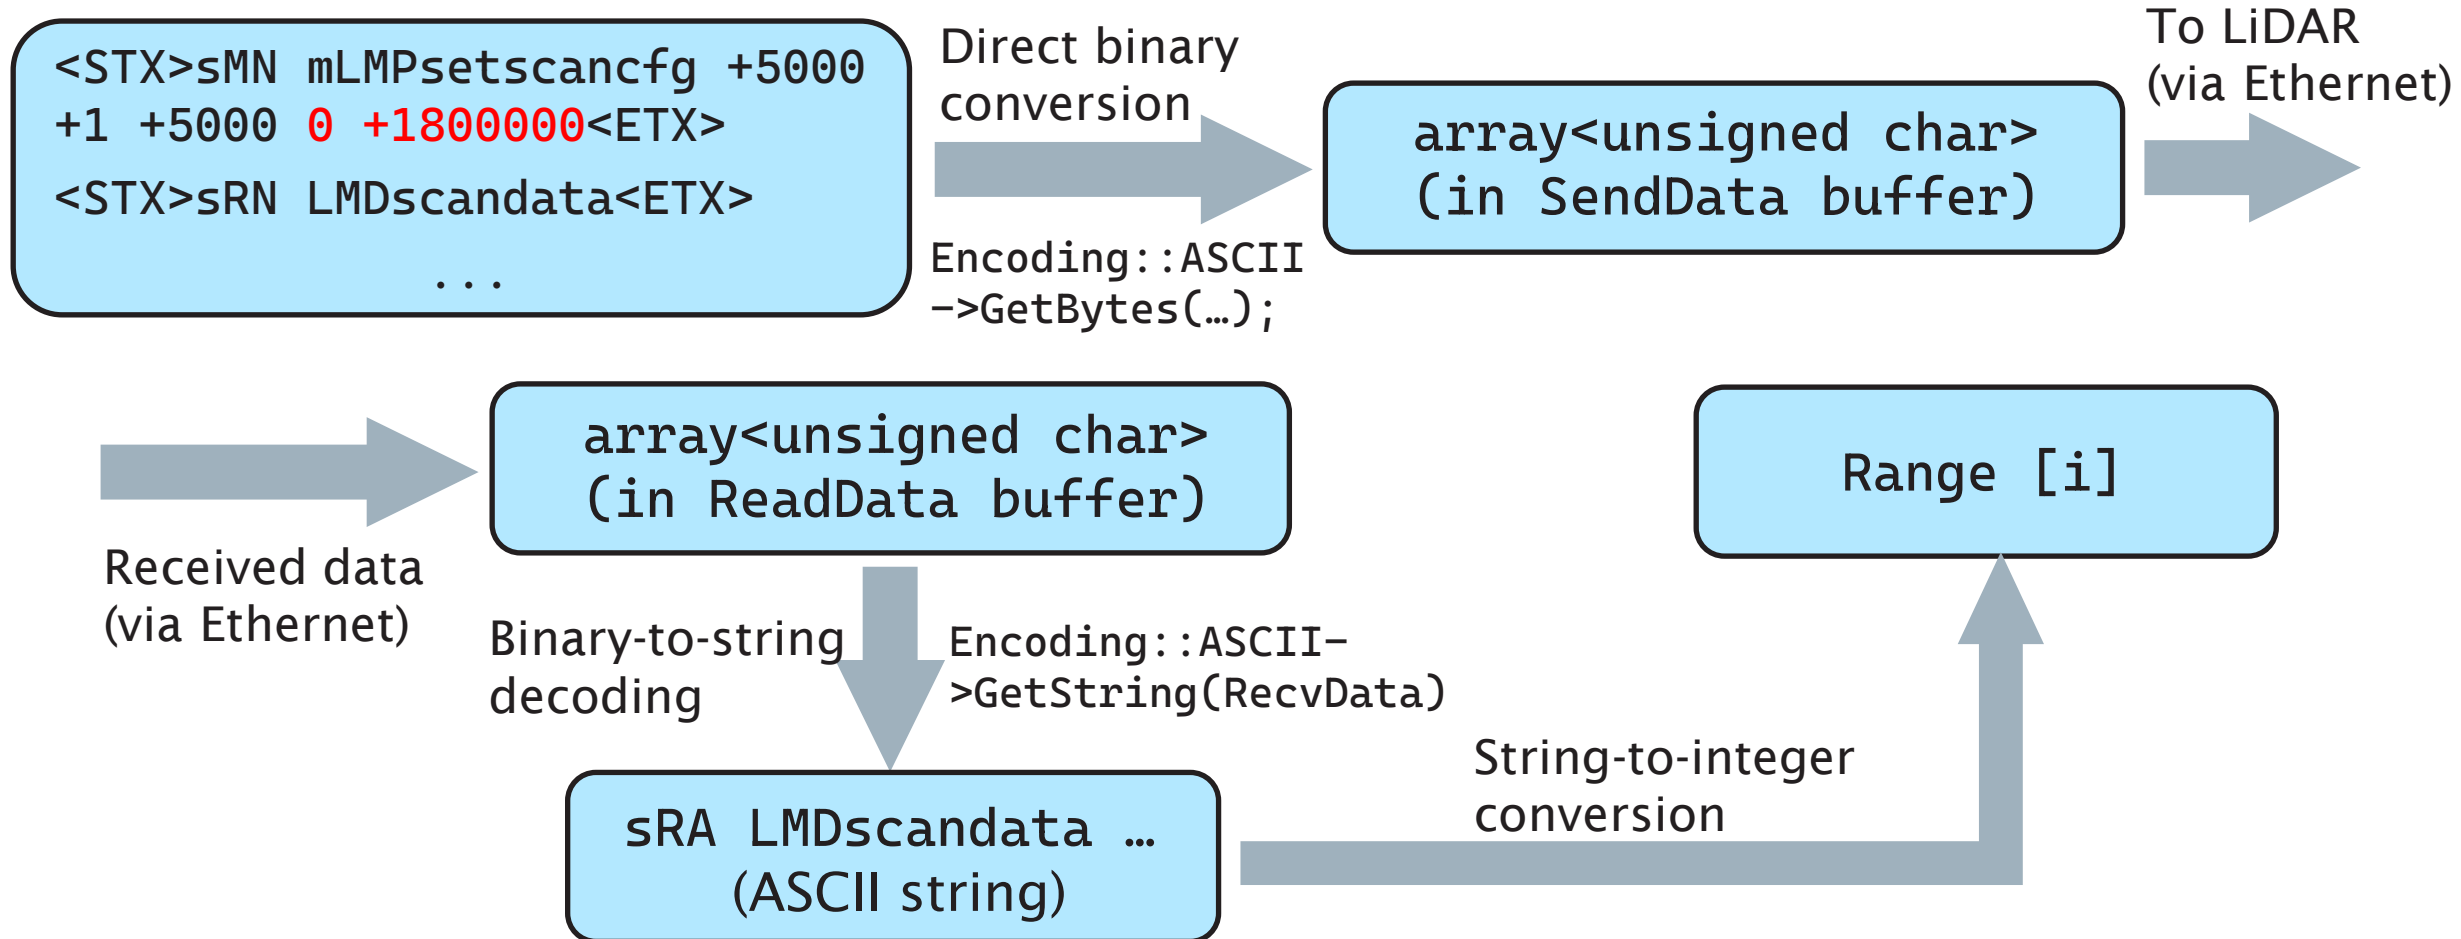 <STX>sMN mLMPsetscancfg +5000
+1 +5000 0 +1800000<ETX>
<STX>sRN LMDscandata<ETX>
...
Direct binary
conversion
Encoding::ASCII
−>GetBytes(…);
array<unsigned char>
(in SendData buffer)
To LiDAR
(via Ethernet)
Received data
(via Ethernet)
array<unsigned char>
(in ReadData buffer)
Binary-to-string
decoding
Encoding::ASCII−
>GetString(RecvData)
sRA LMDscandata …
(ASCII string)
String-to-integer
conversion
Range [i]